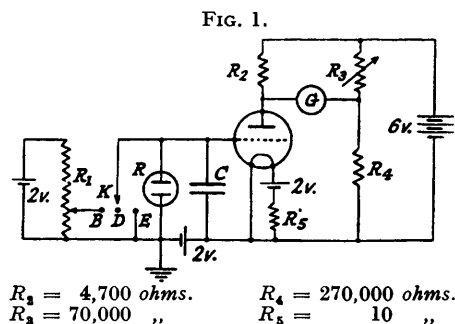 FIG. 1.
R₂
G
R₃
6v.
R₁
K
R
C
2v.
B
D
E
2v.
R₅
R₄
2v.
R₂ = 4,700 ohms.
R₄ = 270,000 ohms.
R₃ = 70,000 ,,
R₅ = 10 ,,